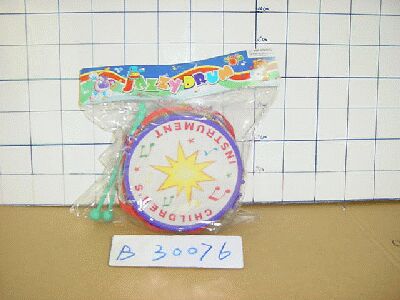 JAZZY DRUM
CHILDREN'S
INSTRUMENT
B 30076